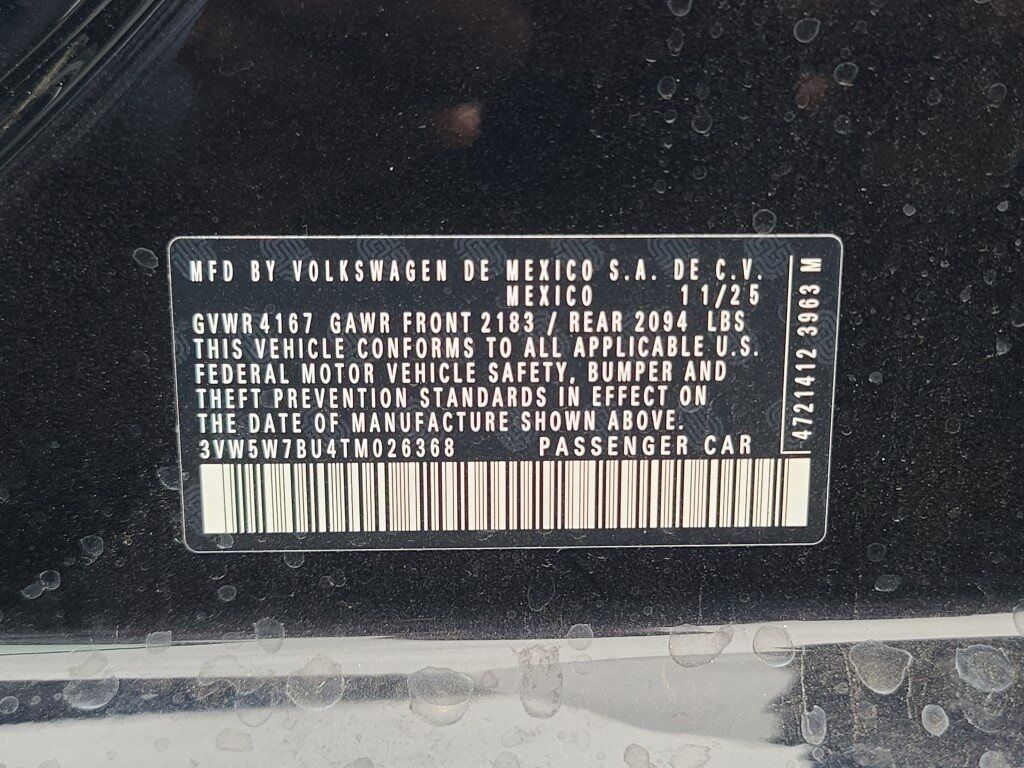 MFD BY VOLKSWAGEN DE MEXICO S.A. DE C.V.
MEXICO 11/25
GVWR 4167 GAWR FRONT 2183 / REAR 2094 LBS
THIS VEHICLE CONFORMS TO ALL APPLICABLE U.S.
FEDERAL MOTOR VEHICLE SAFETY, BUMPER AND
THEFT PREVENTION STANDARDS IN EFFECT ON
THE DATE OF MANUFACTURE SHOWN ABOVE.
3VW5W7BU4TM026368 PASSENGER CAR
4721412 3963 M